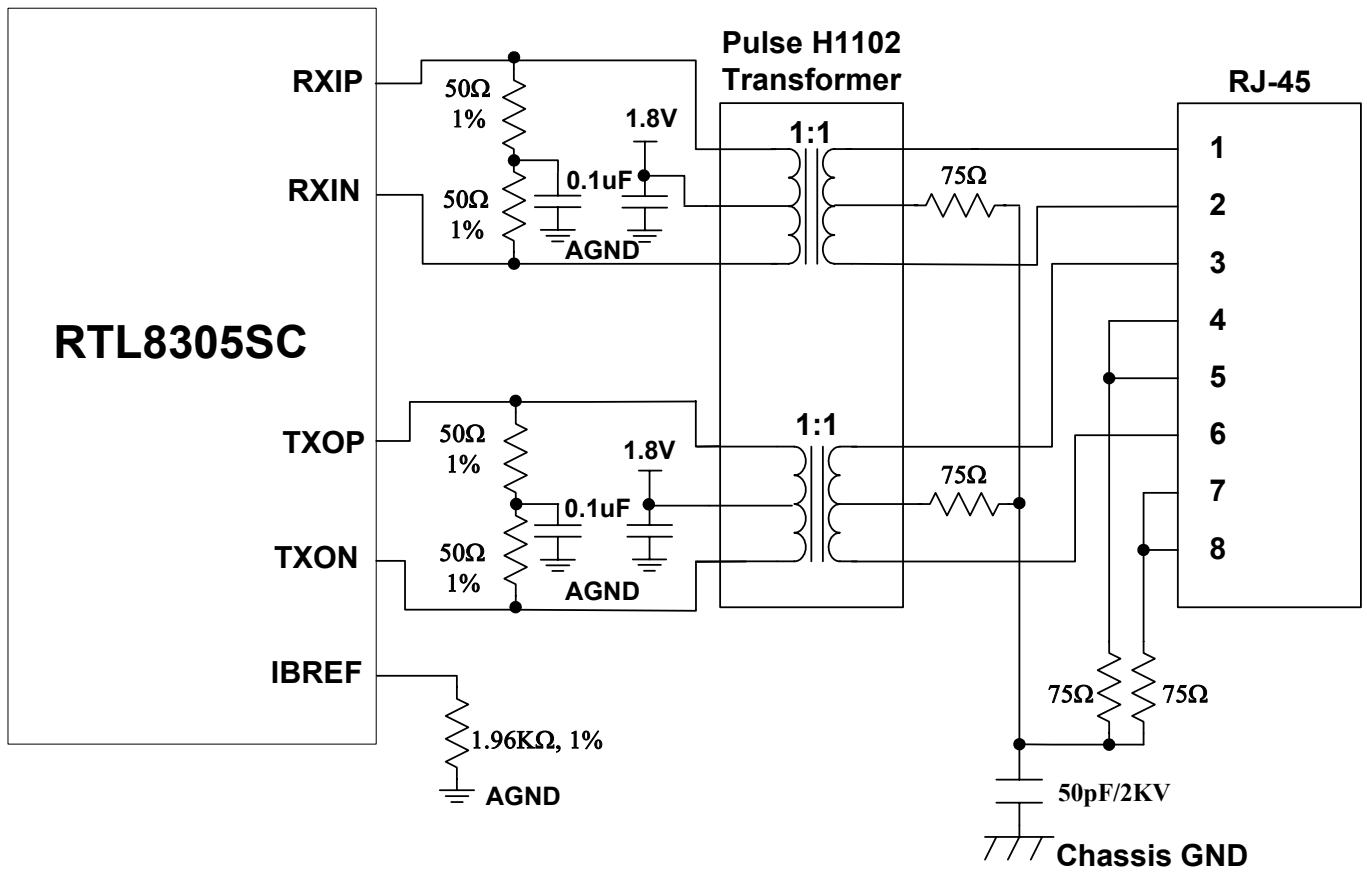 Pulse H1102
Transformer
RJ-45
RXIP
50Ω
1%
1.8V
1:1
1
RXIN
50Ω
1%
0.1uF
75Ω
2
AGND
3
RTL8305SC
4
5
TXOP
50Ω
1%
1.8V
1:1
6
75Ω
7
TXON
50Ω
1%
0.1uF
8
AGND
IBREF
75Ω
75Ω
1.96KΩ, 1%
AGND
50pF/2KV
Chassis GND